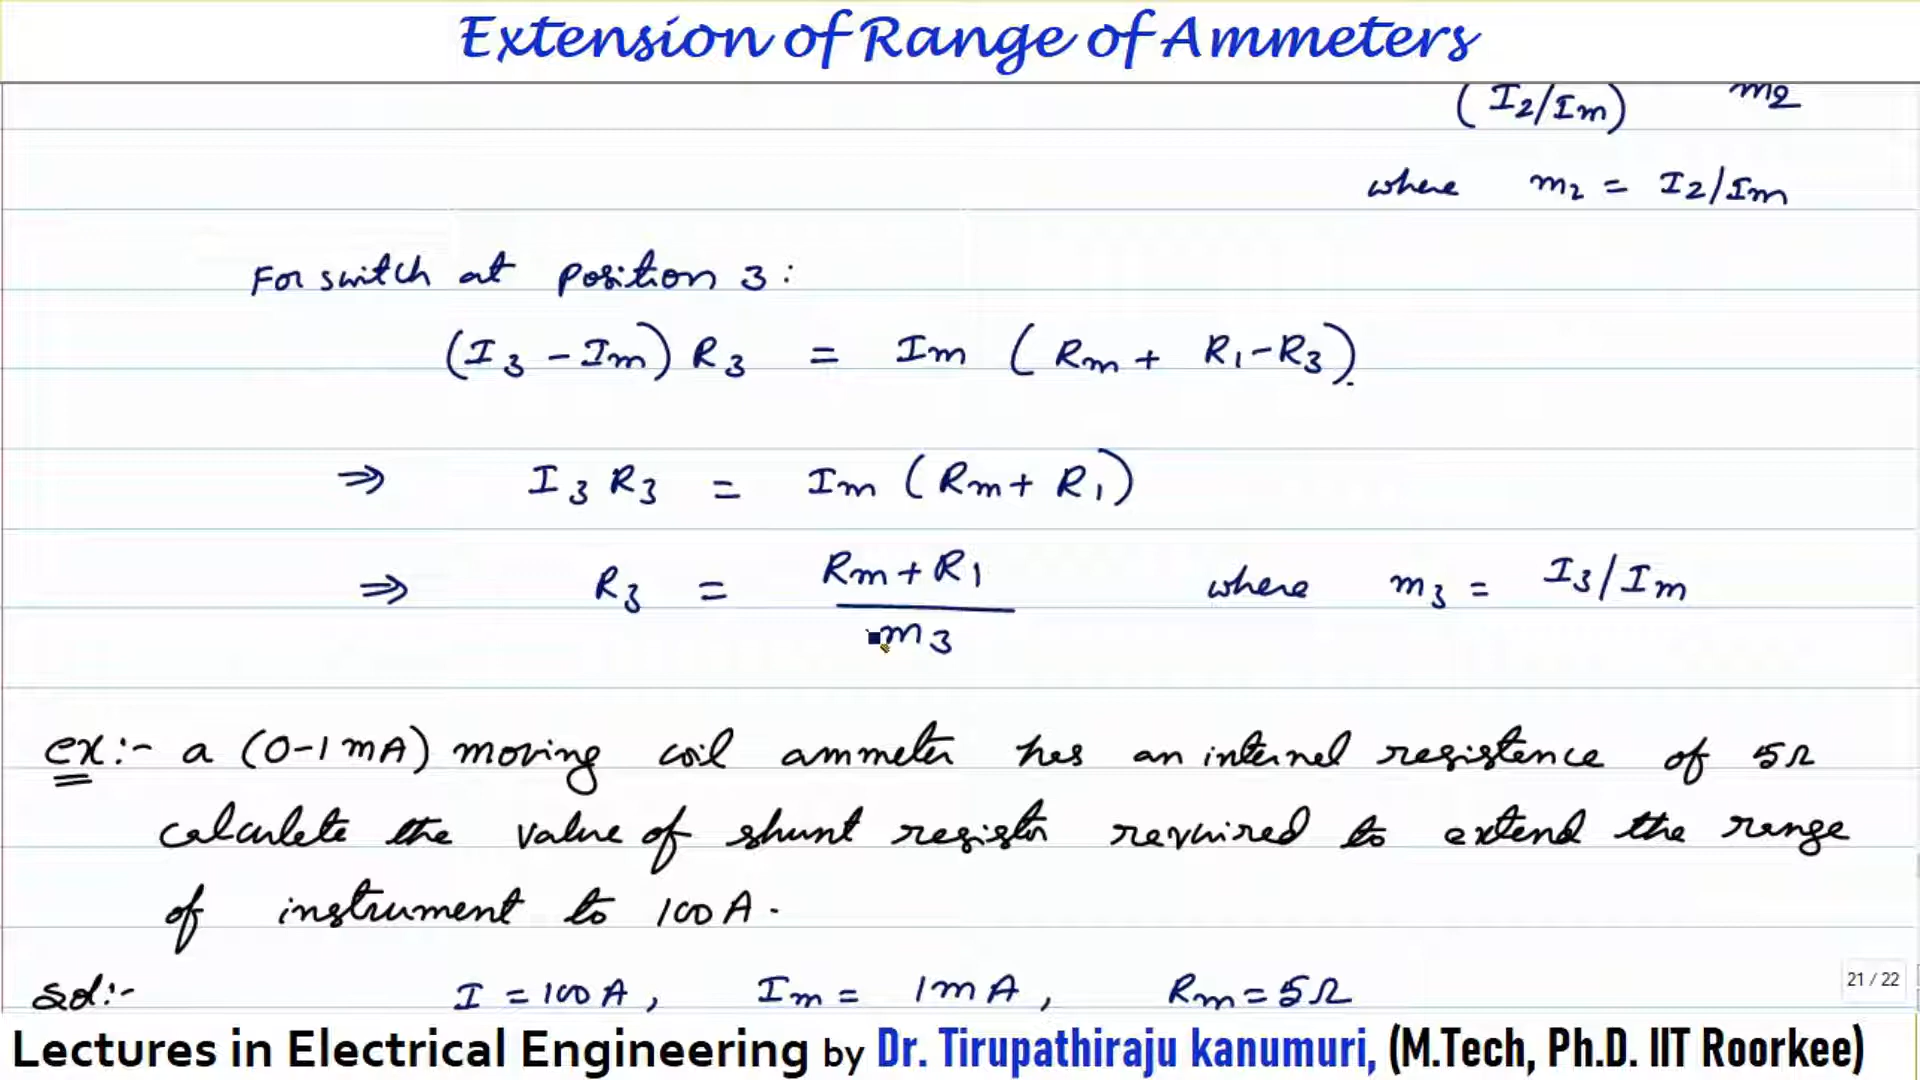 Extension of Range of Ammeters
(I2/Im) m2
where m2 = I2/Im
For switch at position 3:
(I3 - Im) R3 = Im (Rm + R1 - R3).
⇒ I3 R3 = Im (Rm + R1)
⇒ R3 = Rm + R1 / m3 where m3 = I3/Im
ex:- a (0-1mA) moving coil ammeter has an internal resistence of 5Ω
calculate the value of shunt resistor required to extend the range
of instrument to 100A.
Sol:- I = 100A, Im = 1mA, Rm = 5Ω
21 / 22
Lectures in Electrical Engineering by Dr. Tirupathiraju kanumuri, (M.Tech, Ph.D. IIT Roorkee)